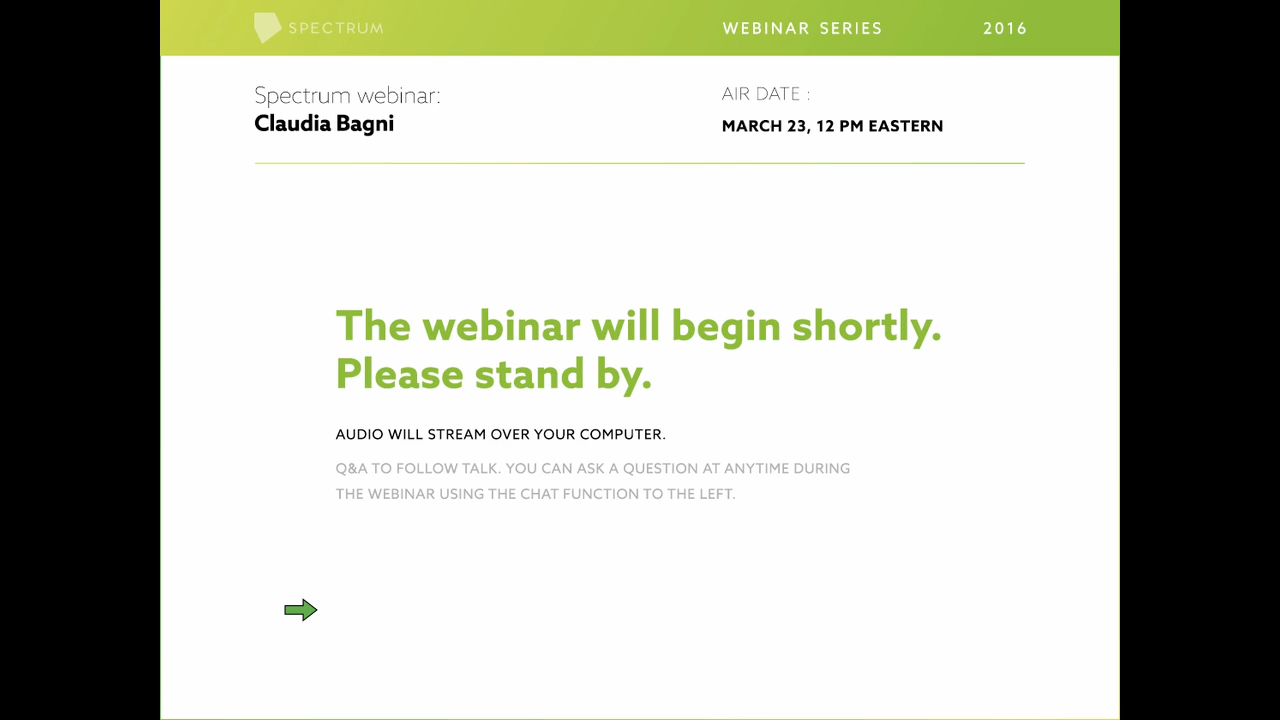 SPECTRUM
WEBINAR SERIES
2016
Spectrum webinar:
Claudia Bagni
AIR DATE :
MARCH 23, 12 PM EASTERN
The webinar will begin shortly.
Please stand by.
AUDIO WILL STREAM OVER YOUR COMPUTER.
Q&A TO FOLLOW TALK. YOU CAN ASK A QUESTION AT ANYTIME DURING
THE WEBINAR USING THE CHAT FUNCTION TO THE LEFT.